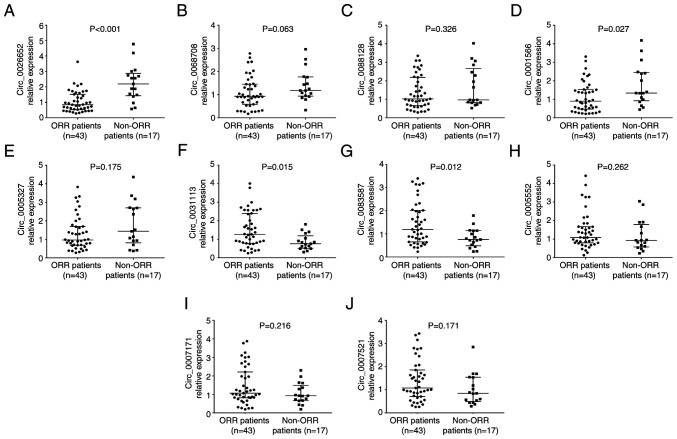 A
P<0.001
Circ_0026652
relative expression
6
5
4
3
2
1
0
ORR patients
(n=43)
Non-ORR
patients (n=17)
B
P=0.063
Circ_0068708
relative expression
5
4
3
2
1
0
ORR patients
(n=43)
Non-ORR
patients (n=17)
C
P=0.326
Circ_0088128
relative expression
5
4
3
2
1
0
ORR patients
(n=43)
Non-ORR
patients (n=17)
D
P=0.027
Circ_0001566
relative expression
4
3
2
1
0
ORR patients
(n=43)
Non-ORR
patients (n=17)
E
P=0.175
Circ_0005327
relative expression
5
4
3
2
1
0
ORR patients
(n=43)
Non-ORR
patients (n=17)
F
P=0.015
Circ_0031113
relative expression
5
4
3
2
1
0
ORR patients
(n=43)
Non-ORR
patients (n=17)
G
P=0.012
Circ_0083587
relative expression
4
3
2
1
0
ORR patients
(n=43)
Non-ORR
patients (n=17)
H
P=0.262
Circ_0005552
relative expression
5
4
3
2
1
0
ORR patients
(n=43)
Non-ORR
patients (n=17)
I
P=0.216
Circ_0007171
relative expression
5
4
3
2
1
0
ORR patients
(n=43)
Non-ORR
patients (n=17)
J
P=0.171
Circ_0007521
relative expression
4
3
2
1
0
ORR patients
(n=43)
Non-ORR
patients (n=17)